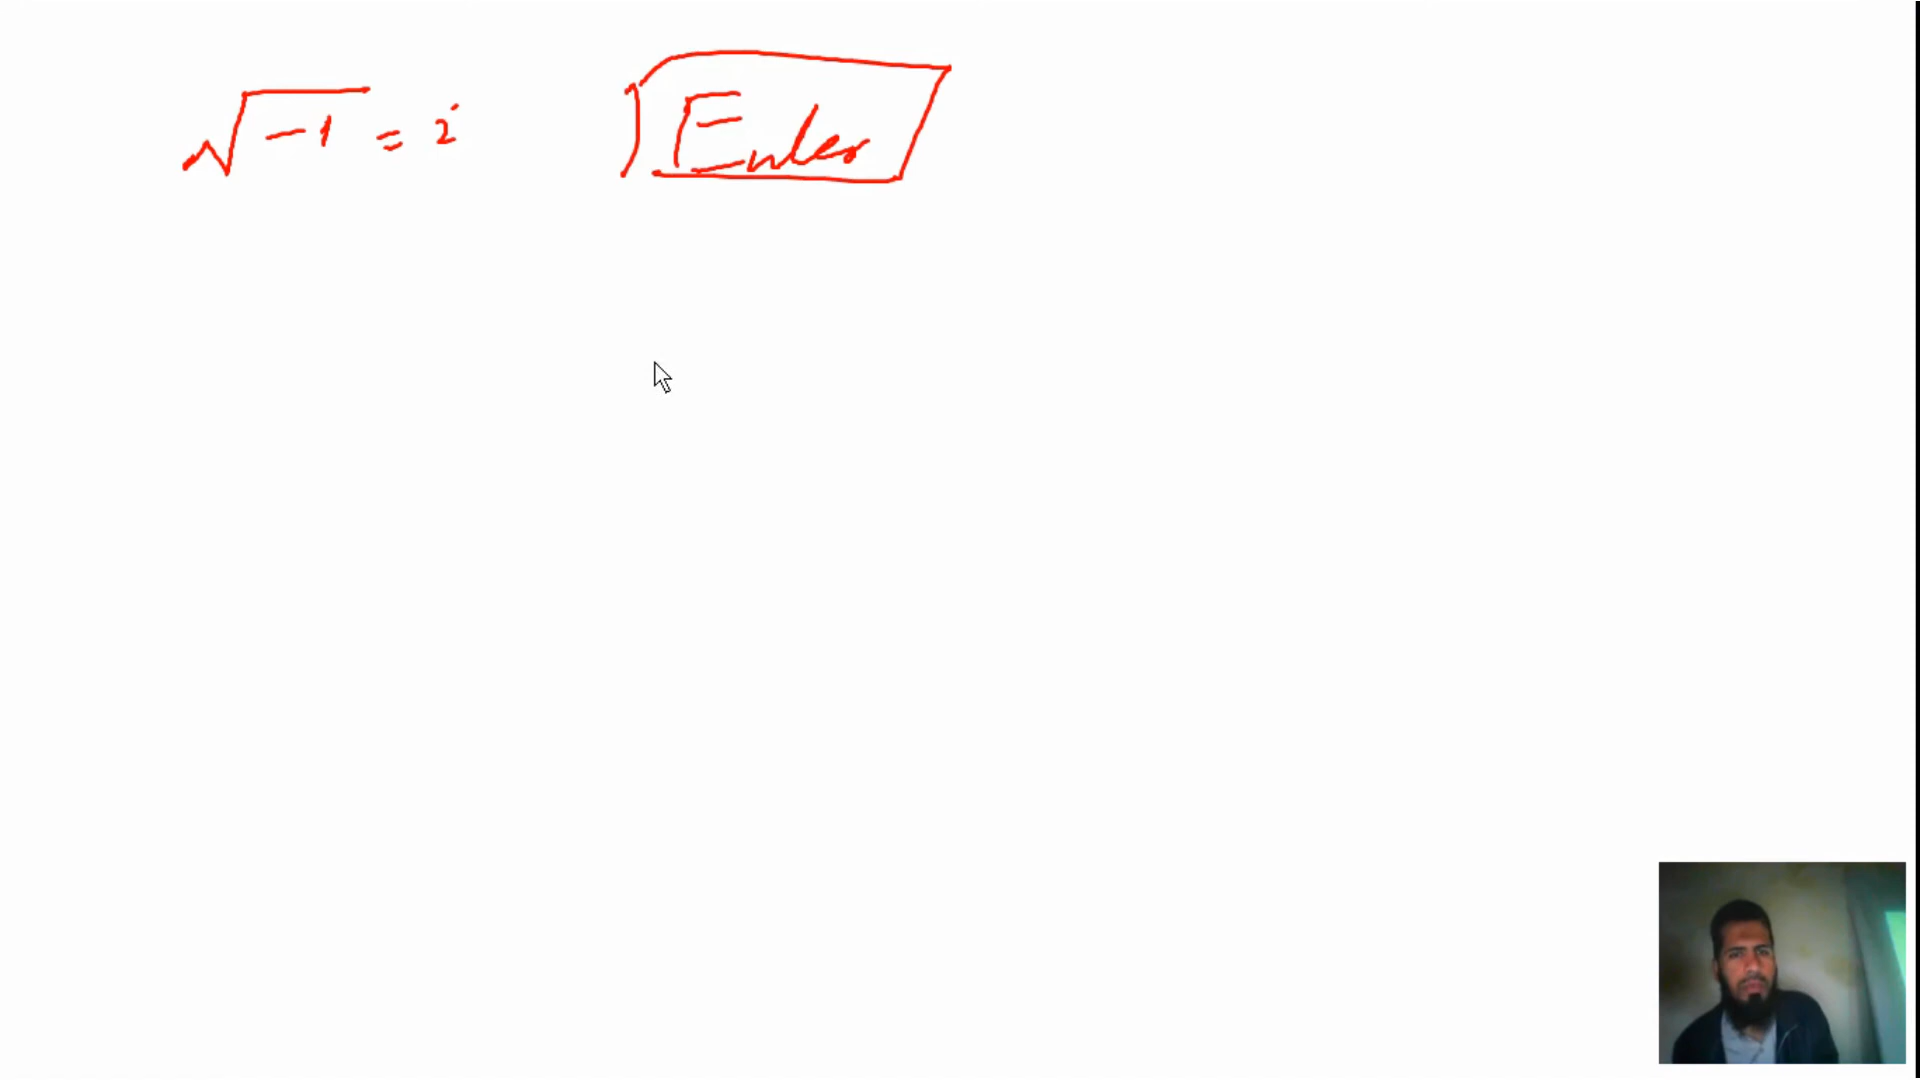 √-1 = i
Euler